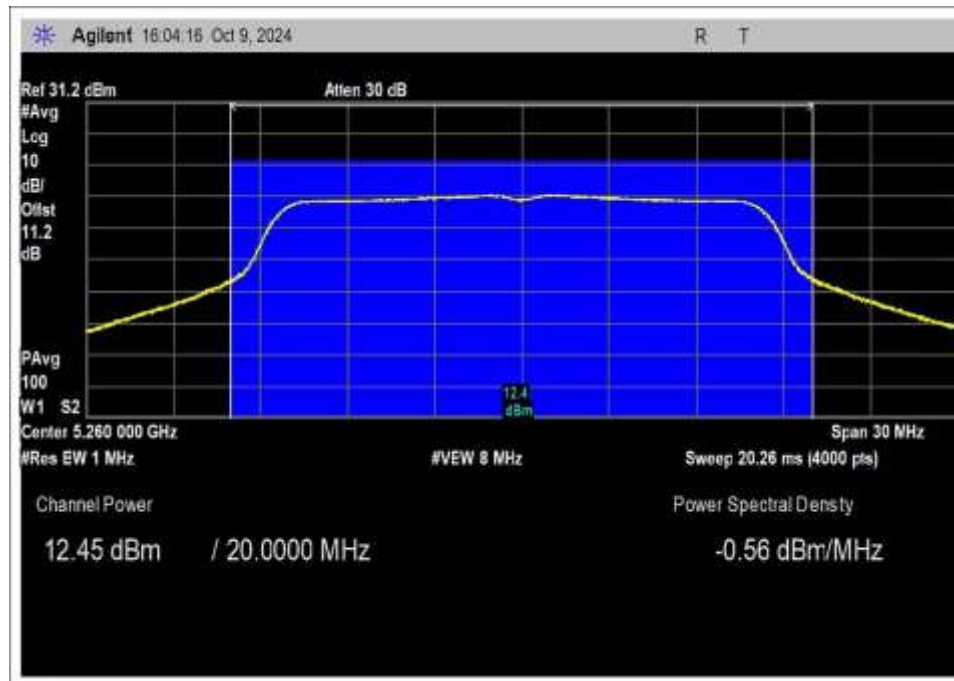 Agilent 16:04:16 Oct 9, 2024
R T
Ref 31.2 dBm
Atten 30 dB
#Avg
Log
10
dB/
Offst
11.2
dB
PAvg
100
W1 S2
12.4
dBm
Center 5.260 000 GHz
Span 30 MHz
#Res BW 1 MHz
#VBW 8 MHz
Sweep 20.26 ms (4000 pts)
Channel Power
Power Spectral Density
12.45 dBm / 20.0000 MHz
-0.56 dBm/MHz